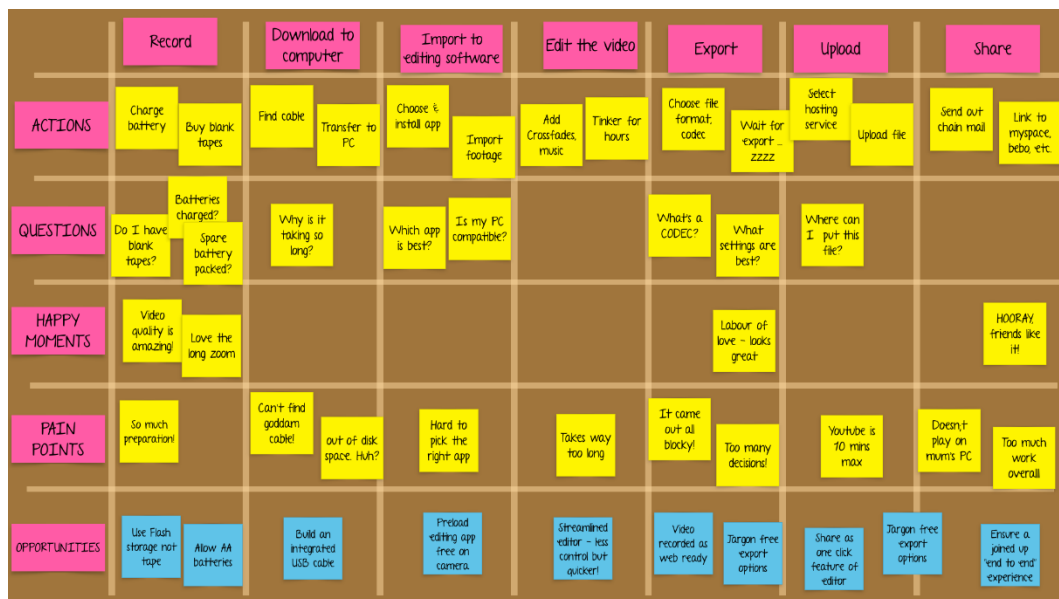 Record
Download to
computer
Import to
editing software
Edit the video
Export
Upload
Share
ACTIONS
Charge
battery
Buy blank
tapes
Find cable
Transfer to
PC
Choose &
install app
Import
footage
Add
Crossfades,
music
Tinker for
hours
Choose file
format,
codec
Wait for
export ...
zzzz
Select
hosting
service
Upload file
Send out
chain mail
Link to
myspace,
bebo, etc.
QUESTIONS
Do I have
blank
tapes?
Batteries
charged?
Spare
battery
packed?
Why is it
taking so
long?
Which app
is best?
Is my PC
compatible?
What's a
CODEC?
What
settings are
best?
Where can
I put this
file?
HAPPY
MOMENTS
Video
quality is
amazing!
Love the
long zoom
Labour of
love - looks
great
HOORAY,
friends like
it!
PAIN
POINTS
So much
preparation!
Can't find
goddam
cable!
out of disk
space. Huh?
Hard to
pick the
right app
Takes way
too long
It came
out all
blocky!
Too many
decisions!
Youtube is
10 mins
max
Doesn;t
play on
mum's PC
Too much
work
overall
OPPORTUNITIES
Use Flash
storage not
tape
Allow AA
batteries
Build an
integrated
USB cable
Preload
editing app
free on
camera
Streamlined
editor - less
control but
quicker!
Video
recorded as
web ready
Jargon free
export
options
Share as
one click
feature of
editor
Jargon free
export
options
Ensure a
joined up
"end to end"
experience